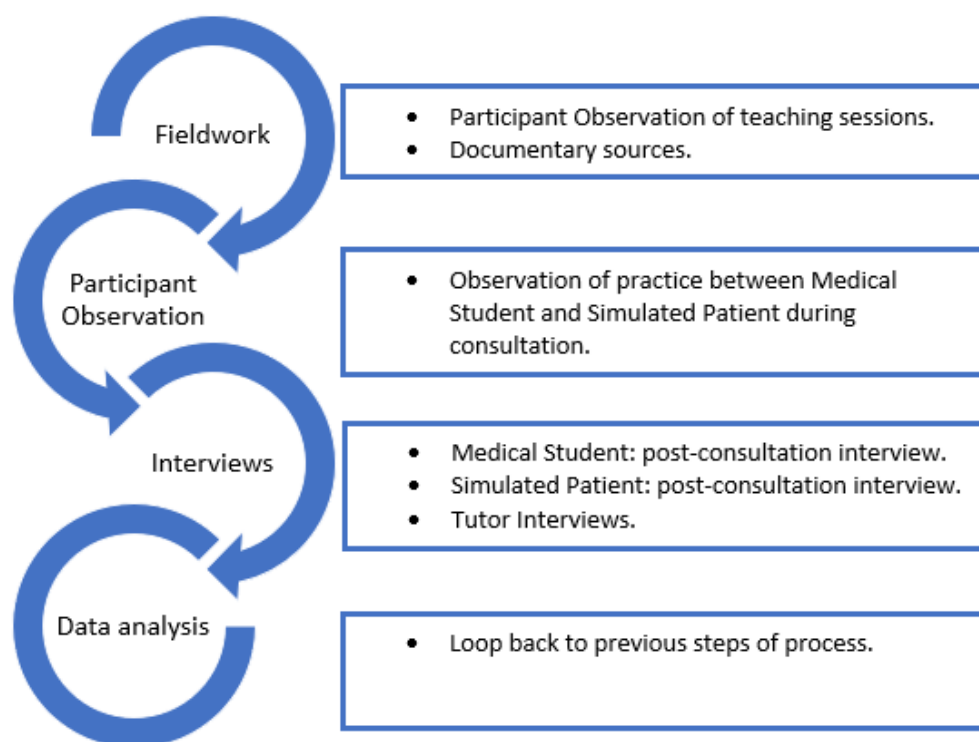 Fieldwork
• Participant Observation of teaching sessions.
• Documentary sources.
Participant
Observation
• Observation of practice between Medical
Student and Simulated Patient during
consultation.
Interviews
• Medical Student: post-consultation interview.
• Simulated Patient: post-consultation interview.
• Tutor Interviews.
Data analysis
• Loop back to previous steps of process.